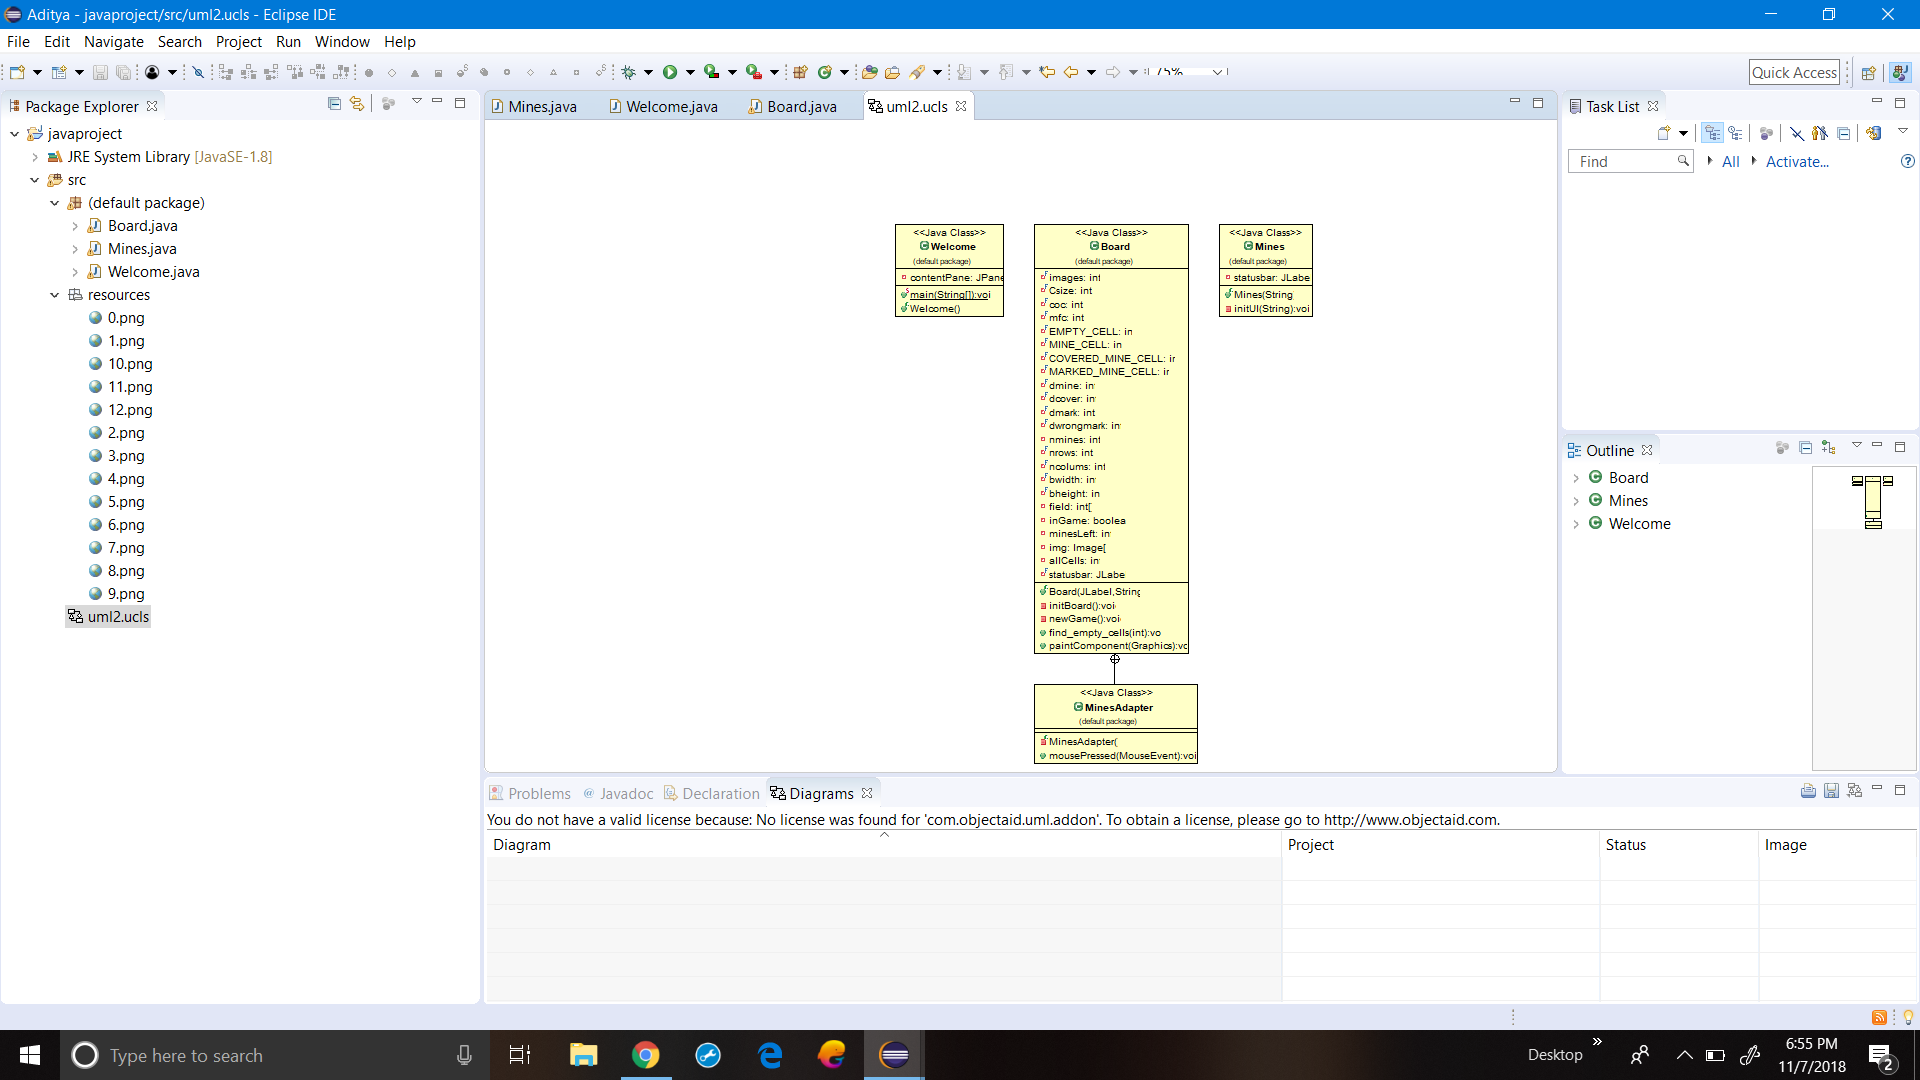 Aditya - javaproject/src/uml2.ucls - Eclipse IDE
File Edit Navigate Search Project Run Window Help
75%
Quick Access
Package Explorer
javaproject
JRE System Library [JavaSE-1.8]
src
(default package)
Board.java
Mines.java
Welcome.java
resources
0.png
1.png
10.png
11.png
12.png
2.png
3.png
4.png
5.png
6.png
7.png
8.png
9.png
uml2.ucls
Mines.java Welcome.java Board.java uml2.ucls
<<Java Class>>
Welcome
(default package)
contentPane: JPane
main(String[]):voi
Welcome()
<<Java Class>>
Board
(default package)
images: int
Csize: int
coc: int
mfc: int
EMPTY_CELL: in
MINE_CELL: in
COVERED_MINE_CELL: ir
MARKED_MINE_CELL: ir
dmine: in
dcover: in
dmark: int
dwrongmark: in
nmines: int
nrows: int
ncolums: int
bwidth: in
bheight: in
field: int[
inGame: boolea
minesLeft: in
img: Image[
allCells: in
statusbar: JLabe
Board(JLabel,String
initBoard():voi
newGame():voi
find_empty_cells(int):vo
paintComponent(Graphics):vo
<<Java Class>>
Mines
(default package)
statusbar: JLabe
Mines(String
initUI(String):voi
<<Java Class>>
MinesAdapter
(default package)
MinesAdapter(
mousePressed(MouseEvent):voi
Task List
Find All Activate...
Outline
Board
Mines
Welcome
Problems Javadoc Declaration Diagrams
You do not have a valid license because: No license was found for 'com.objectaid.uml.addon'. To obtain a license, please go to http://www.objectaid.com.
Diagram Project Status Image
Type here to search
Desktop
6:55 PM
11/7/2018
2